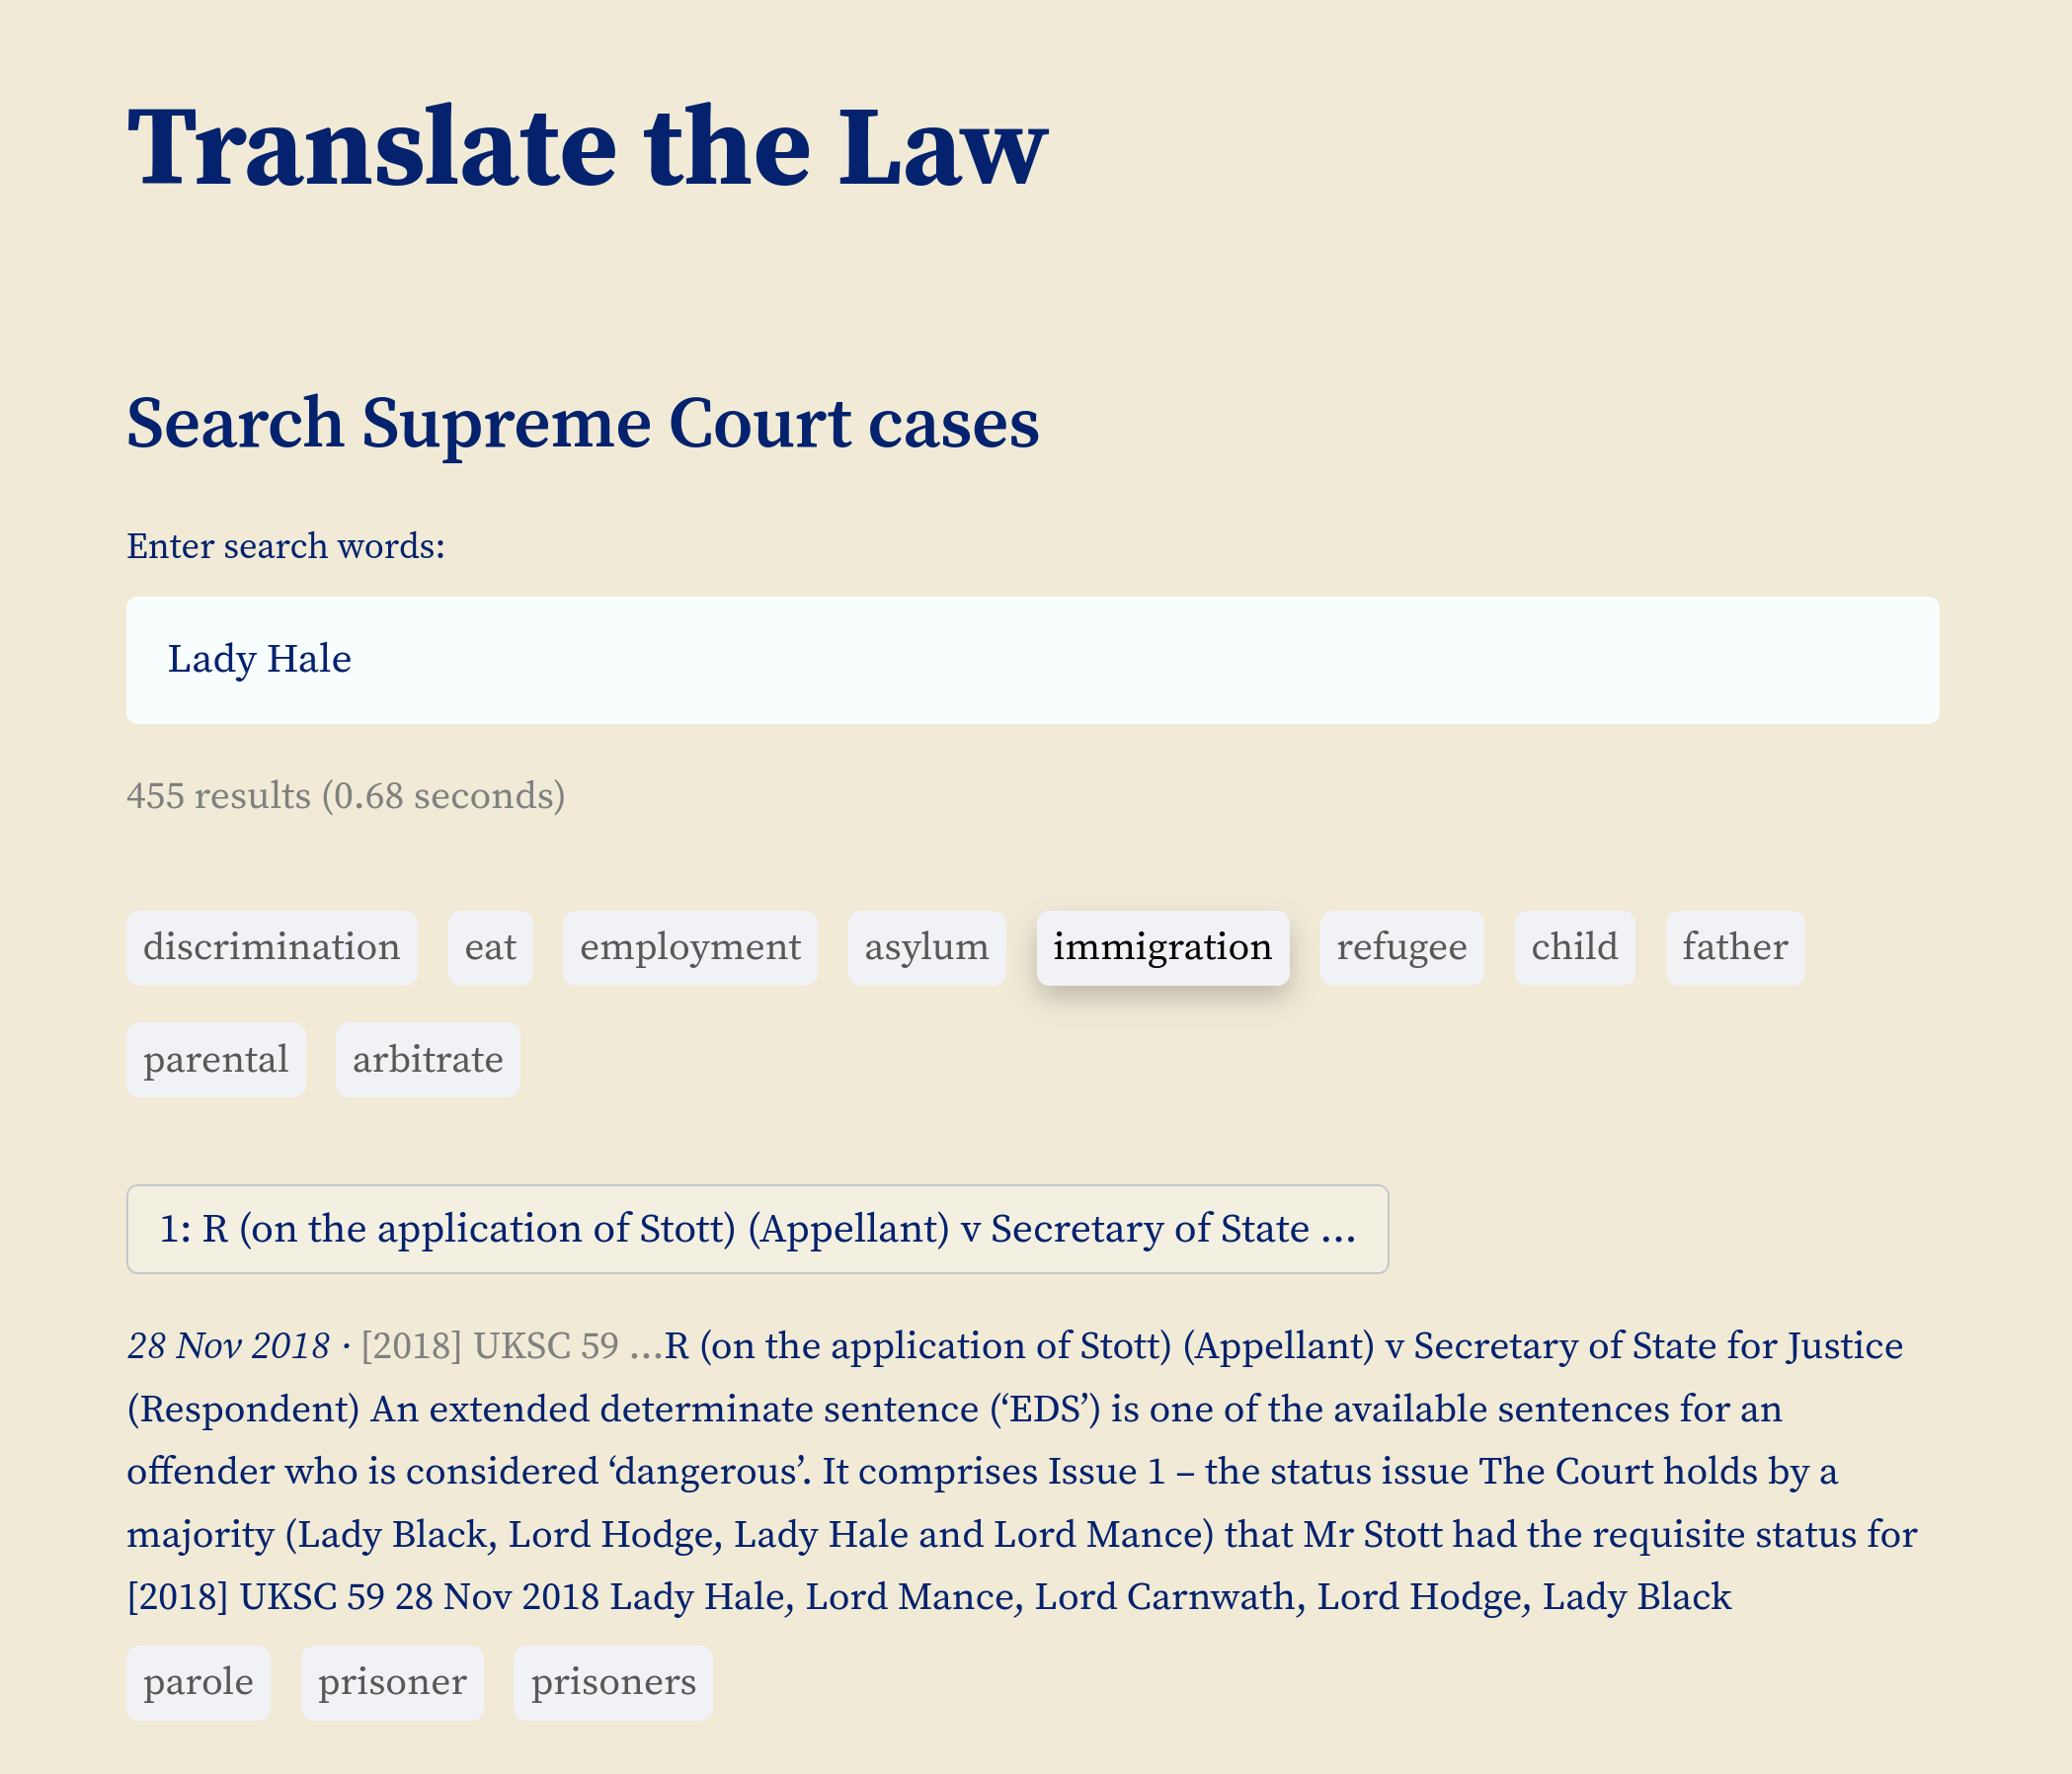 Translate the Law
Search Supreme Court cases
Enter search words:
Lady Hale
455 results (0.68 seconds)
discrimination eat employment asylum immigration refugee child father
parental arbitrate
1: R (on the application of Stott) (Appellant) v Secretary of State ...
28 Nov 2018 · [2018] UKSC 59 ...R (on the application of Stott) (Appellant) v Secretary of State for Justice
(Respondent) An extended determinate sentence (‘EDS’) is one of the available sentences for an
offender who is considered ‘dangerous’. It comprises Issue 1 – the status issue The Court holds by a
majority (Lady Black, Lord Hodge, Lady Hale and Lord Mance) that Mr Stott had the requisite status for
[2018] UKSC 59 28 Nov 2018 Lady Hale, Lord Mance, Lord Carnwath, Lord Hodge, Lady Black
parole prisoner prisoners